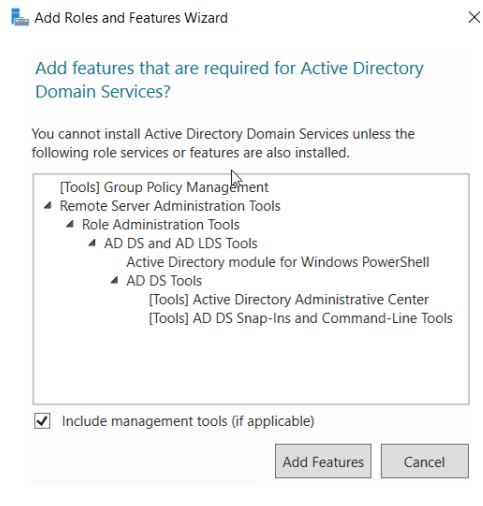 Add Roles and Features Wizard
Add features that are required for Active Directory
Domain Services?
You cannot install Active Directory Domain Services unless the
following role services or features are also installed.
[Tools] Group Policy Management
Remote Server Administration Tools
Role Administration Tools
AD DS and AD LDS Tools
Active Directory module for Windows PowerShell
AD DS Tools
[Tools] Active Directory Administrative Center
[Tools] AD DS Snap-Ins and Command-Line Tools
Include management tools (if applicable)
Add Features
Cancel